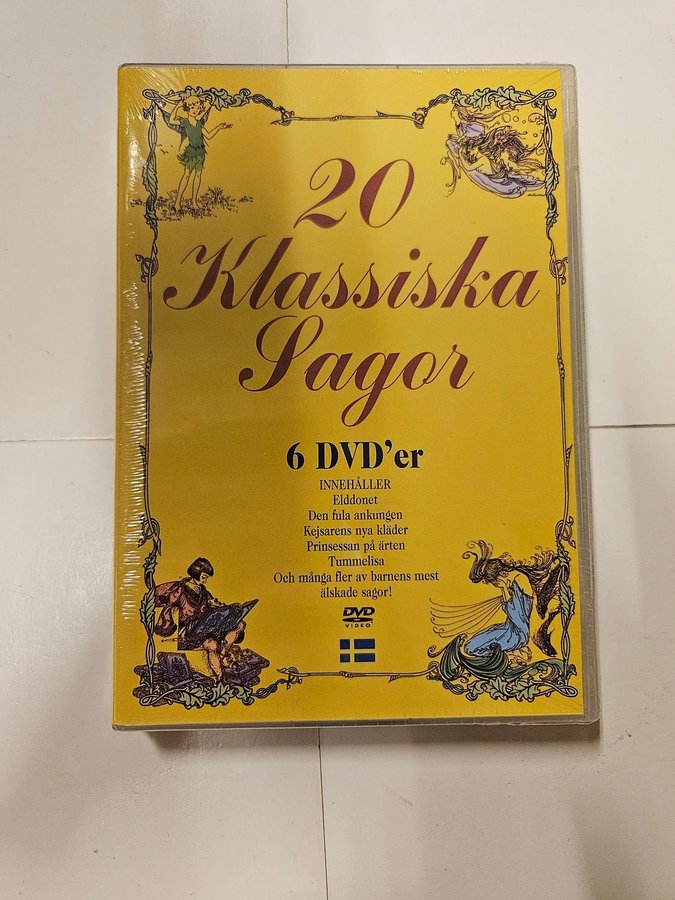 20
Klassiska
Sagor
6 DVD'er
INNEHÅLLER
Elddonet
Den fula ankungen
Kejsarens nya kläder
Prinsessan på ärten
Tummelisa
Och många fler av barnens mest
älskade sagor!
DVD
VIDEO